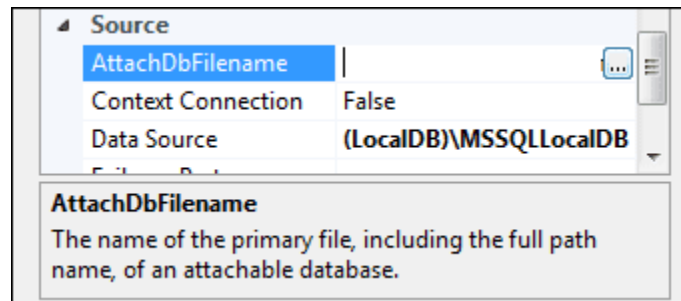 Source
AttachDbFilename
...
Context Connection False
Data Source (LocalDB)\MSSQLLocalDB
AttachDbFilename
The name of the primary file, including the full path
name, of an attachable database.